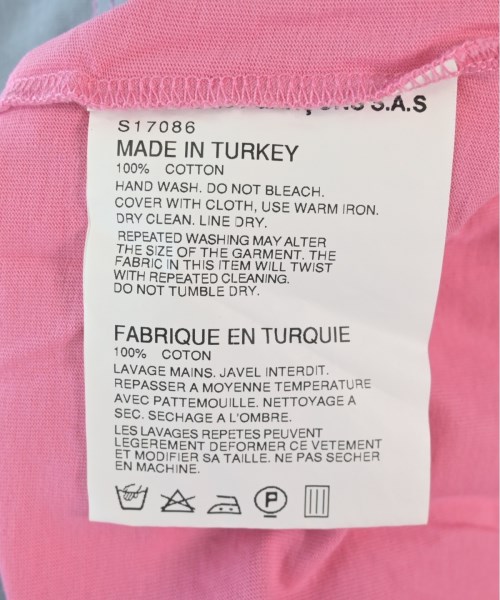 S.A.S
S17086
MADE IN TURKEY
100% COTTON
HAND WASH. DO NOT BLEACH.
COVER WITH CLOTH, USE WARM IRON.
DRY CLEAN. LINE DRY.
REPEATED WASHING MAY ALTER
THE SIZE OF THE GARMENT. THE
FABRIC IN THIS ITEM WILL TWIST
WITH REPEATED CLEANING.
DO NOT TUMBLE DRY.
FABRIQUE EN TURQUIE
100% COTON
LAVAGE MAINS. JAVEL INTERDIT.
REPASSER A MOYENNE TEMPERATURE
AVEC PATTEMOUILLE. NETTOYAGE A
SEC. SECHAGE A L'OMBRE.
LES LAVAGES REPETES PEUVENT
LEGEREMENT DEFORMER CE VETEMENT
ET MODIFIER SA TAILLE. NE PAS SECHER
EN MACHINE.
P